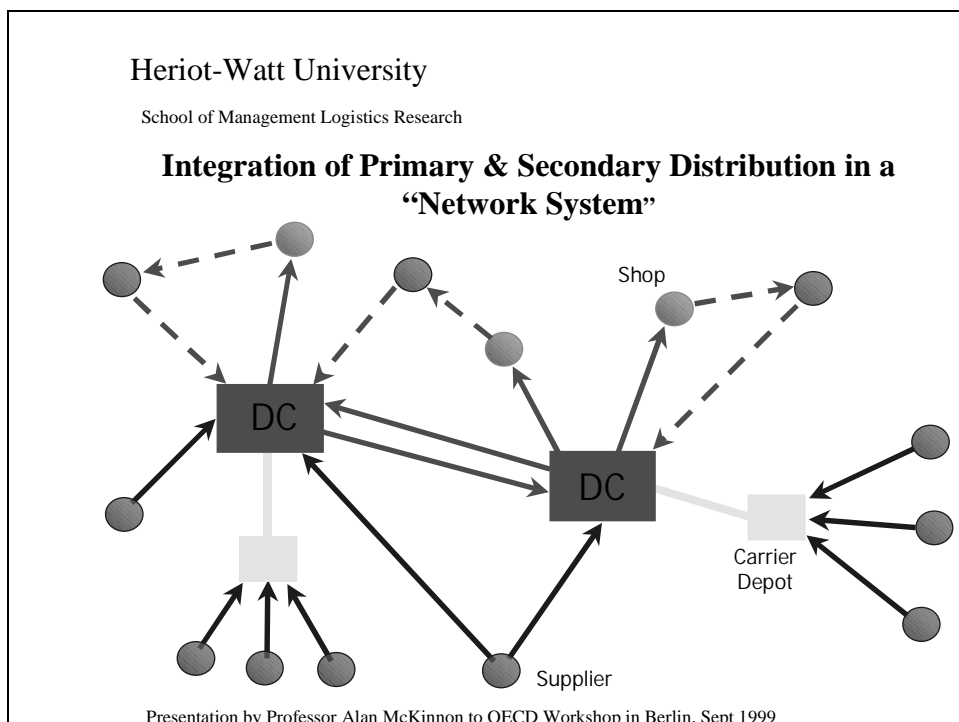 Heriot-Watt University
School of Management Logistics Research
Integration of Primary & Secondary Distribution in a
“Network System”
Shop
DC
DC
Carrier
Depot
Supplier
Presentation by Professor Alan McKinnon to OECD Workshop in Berlin, Sept 1999